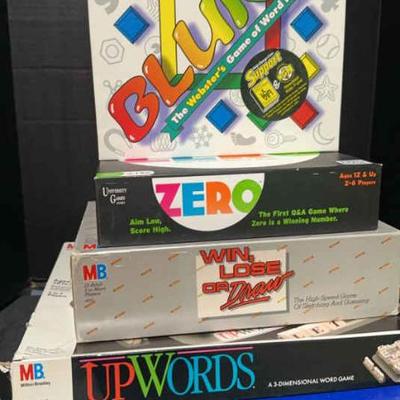 BLURT
The Webster's Game of Word
Support
UNIVERSITY
GAMES
ZERO
Ages 12 & Up
2-6 Players
Aim Low,
Score High.
The First Q&A Game Where
Zero is a Winning Number.
MB
WIN,
LOSE
OR Draw
The High-Speed Game
Of Sketching And Guessing
MB
Milton Bradley
UPWORDS
A 3-DIMENSIONAL WORD GAME